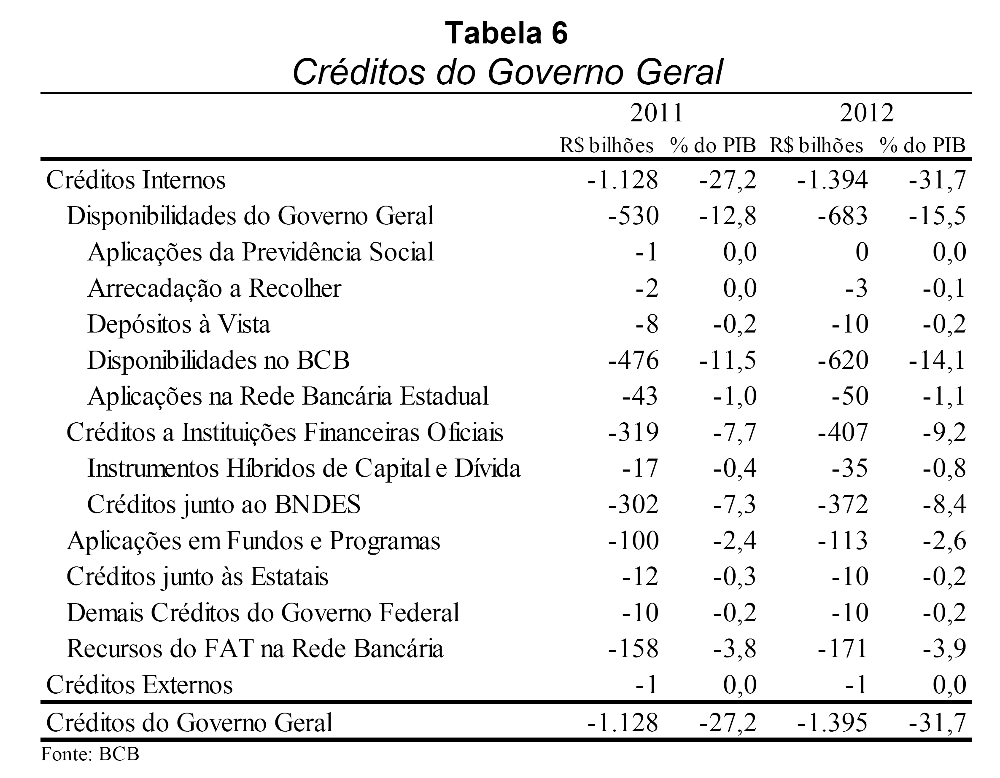 Tabela 6
Créditos do Governo Geral
2011 2012
R$ bilhões % do PIB R$ bilhões % do PIB
Créditos Internos -1.128 -27,2 -1.394 -31,7
Disponibilidades do Governo Geral -530 -12,8 -683 -15,5
Aplicações da Previdência Social -1 0,0 0 0,0
Arrecadação a Recolher -2 0,0 -3 -0,1
Depósitos à Vista -8 -0,2 -10 -0,2
Disponibilidades no BCB -476 -11,5 -620 -14,1
Aplicações na Rede Bancária Estadual -43 -1,0 -50 -1,1
Créditos a Instituições Financeiras Oficiais -319 -7,7 -407 -9,2
Instrumentos Híbridos de Capital e Dívida -17 -0,4 -35 -0,8
Créditos junto ao BNDES -302 -7,3 -372 -8,4
Aplicações em Fundos e Programas -100 -2,4 -113 -2,6
Créditos junto às Estatais -12 -0,3 -10 -0,2
Demais Créditos do Governo Federal -10 -0,2 -10 -0,2
Recursos do FAT na Rede Bancária -158 -3,8 -171 -3,9
Créditos Externos -1 0,0 -1 0,0
Créditos do Governo Geral -1.128 -27,2 -1.395 -31,7
Fonte: BCB